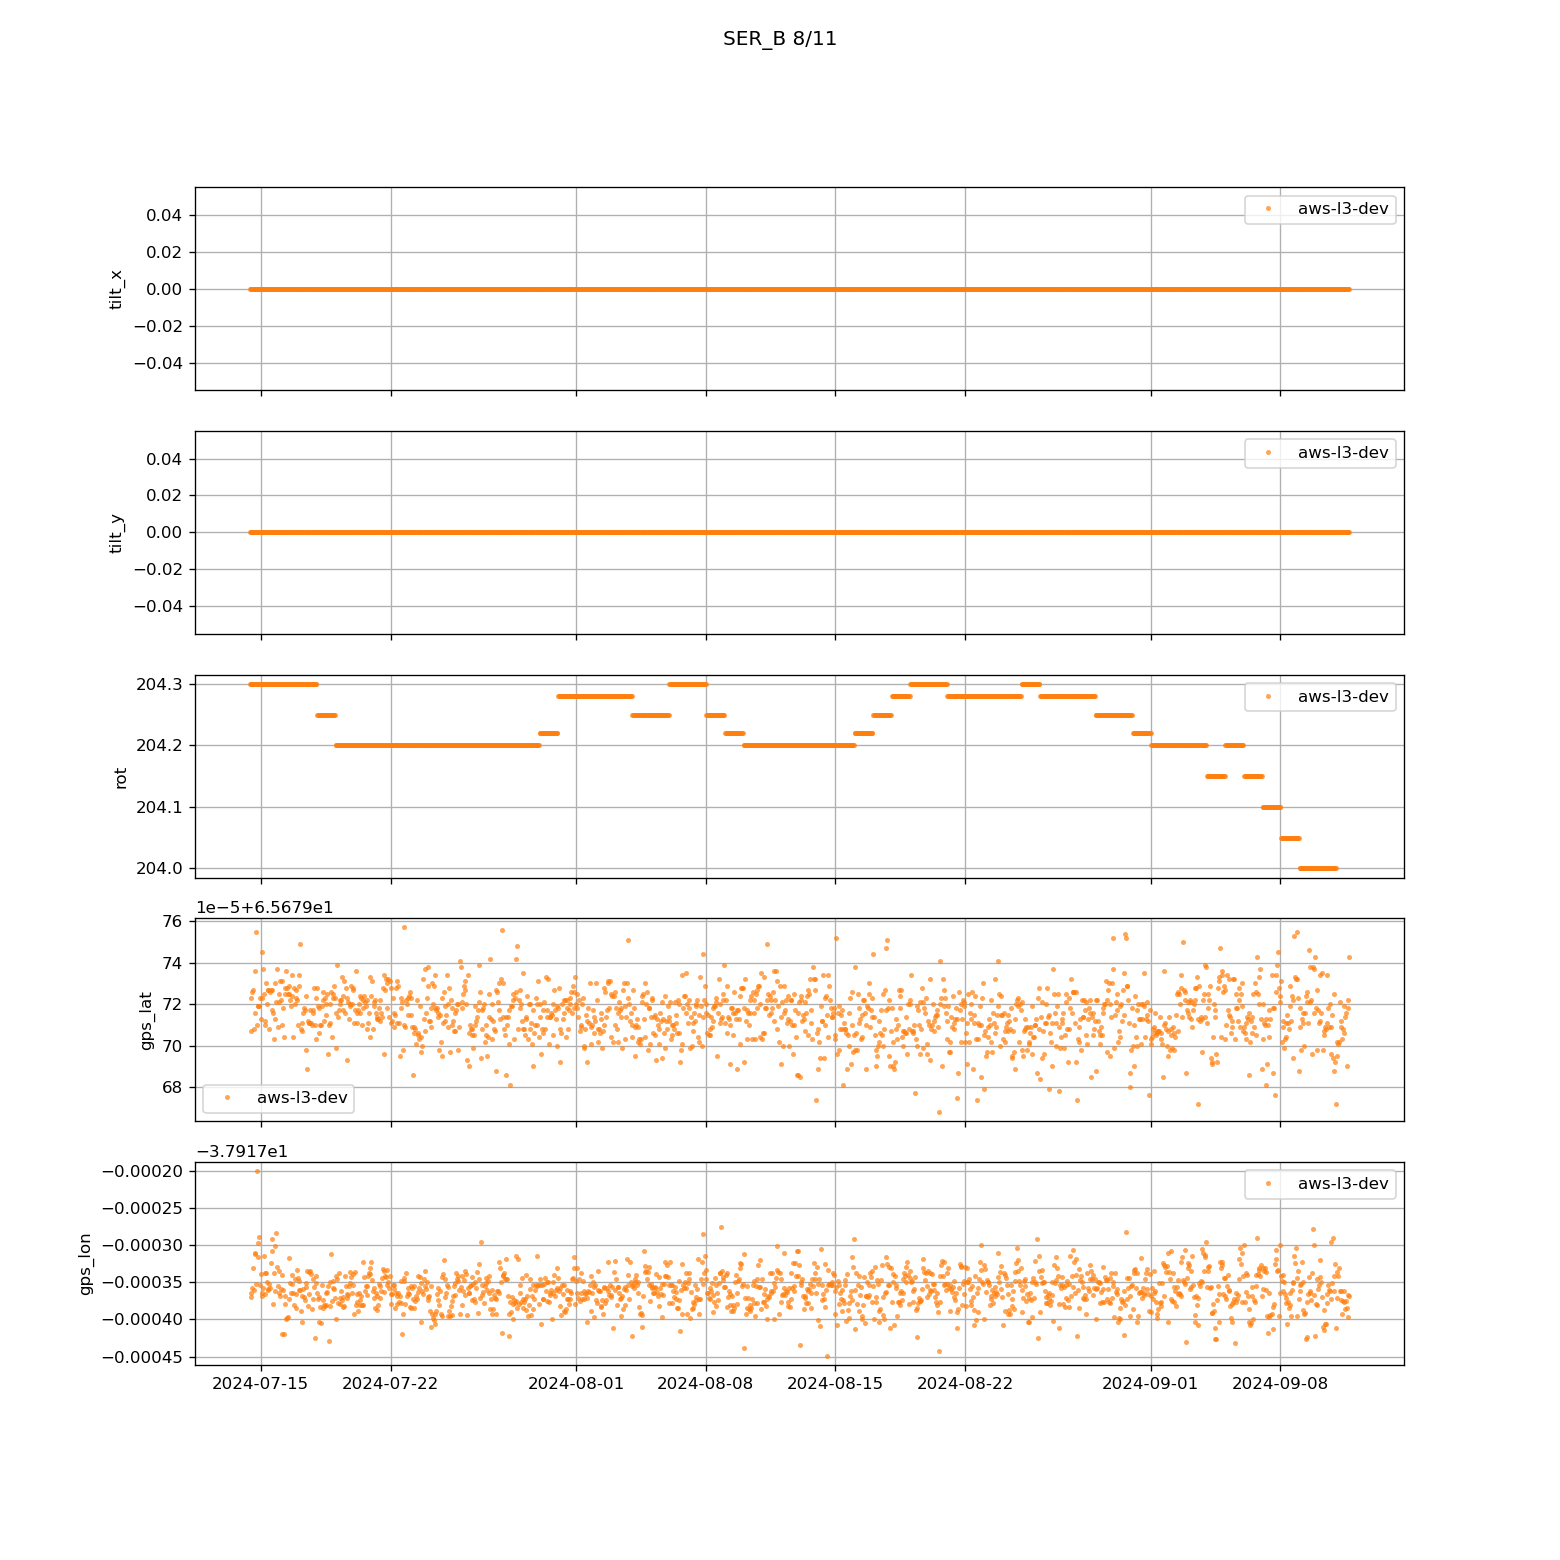 SER_B 8/11
0.04
0.02
0.00
−0.02
−0.04
tilt_x
aws-l3-dev
0.04
0.02
0.00
−0.02
−0.04
tilt_y
aws-l3-dev
204.3
204.2
204.1
204.0
rot
aws-l3-dev
1e−5+6.5679e1
76
74
72
70
68
gps_lat
aws-l3-dev
−3.7917e1
−0.00020
−0.00025
−0.00030
−0.00035
−0.00040
−0.00045
gps_lon
aws-l3-dev
2024-07-15 2024-07-22 2024-08-01 2024-08-08 2024-08-15 2024-08-22 2024-09-01 2024-09-08